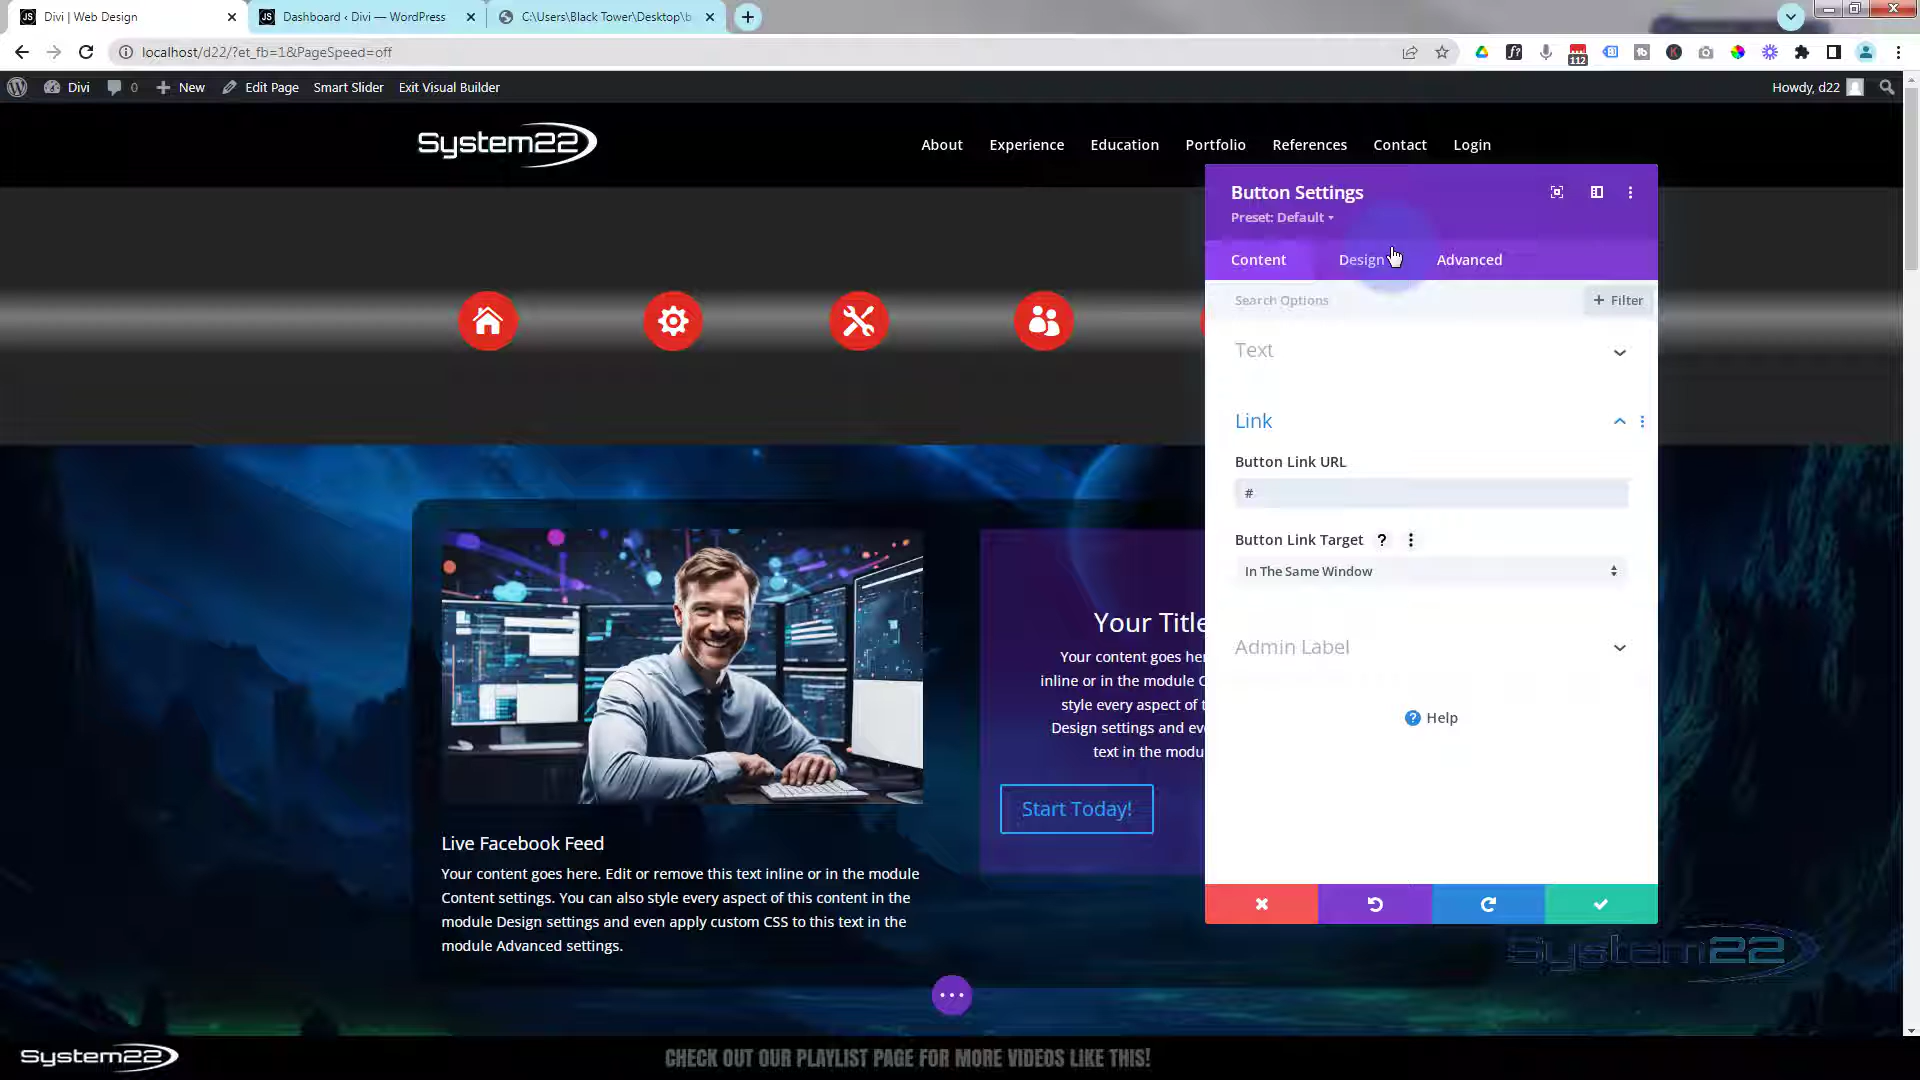 Divi | Web Design
Dashboard ‹ Divi — WordPress
C:\Users\Black Tower\Desktop\b
localhost/d22/?et_fb=1&PageSpeed=off
112
Divi
0
New
Edit Page
Smart Slider
Exit Visual Builder
Howdy, d22
System22
About
Experience
Education
Portfolio
References
Contact
Login
Button Settings
Preset: Default
Content
Design
Advanced
Search Options
+ Filter
Text
Link
Button Link URL
#
Button Link Target
?
In The Same Window
Admin Label
? Help
Your Title
Your content goes her
inline or in the module C
style every aspect of t
Design settings and eve
text in the modu
Start Today!
Live Facebook Feed
Your content goes here. Edit or remove this text inline or in the module
Content settings. You can also style every aspect of this content in the
module Design settings and even apply custom CSS to this text in the
module Advanced settings.
System22
System22
CHECK OUT OUR PLAYLIST PAGE FOR MORE VIDEOS LIKE THIS!